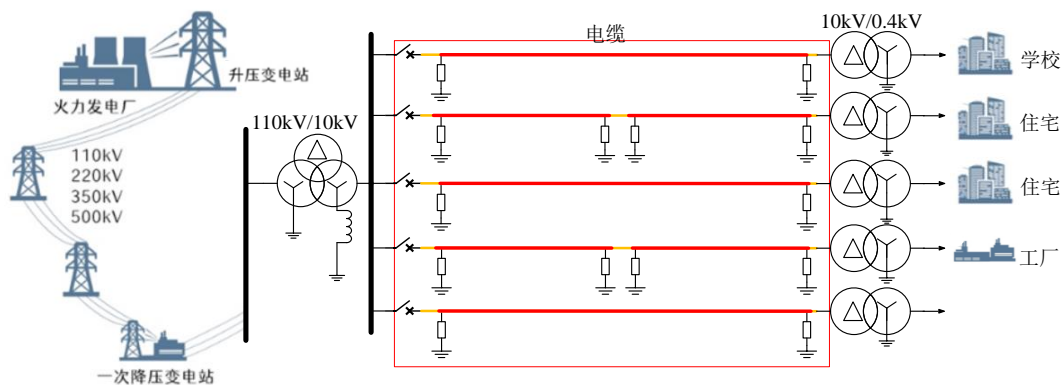 电缆
10kV/0.4kV
升压变电站
火力发电厂
学校
110kV/10kV
住宅
110kV
220kV
350kV
500kV
住宅
工厂
一次降压变电站